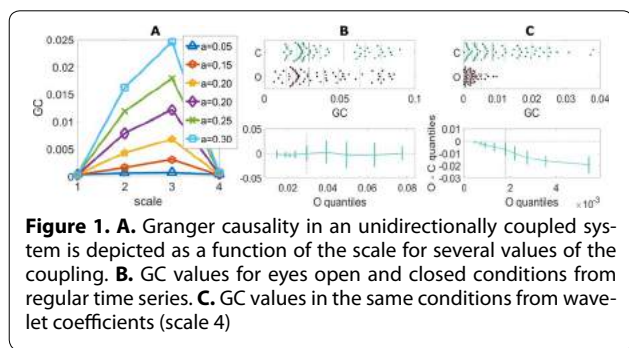 A
GC
0.025
0.02
0.015
0.01
0.005
0
1
2
3
4
scale
a=0.05
a=0.15
a=0.20
a=0.20
a=0.25
a=0.30
B
C
O
0
0.05
0.1
GC
0.05
0
-0.05
0.02
0.04
0.06
0.08
O quantiles
C
C
O
0
0.01
0.02
0.03
0.04
GC
O - C quantiles
0.01
0
-0.01
-0.02
-0.03
0
2
4
6
O quantiles
×10⁻³
Figure 1. A. Granger causality in an unidirectionally coupled sys-
tem is depicted as a function of the scale for several values of the
coupling. B. GC values for eyes open and closed conditions from
regular time series. C. GC values in the same conditions from wave-
let coefficients (scale 4)